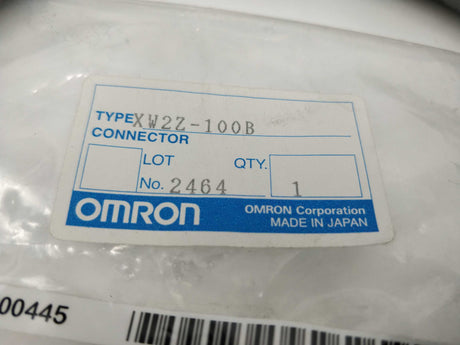 TYPE XW2Z-100B
CONNECTOR
LOT QTY.
No. 2464 1
OMRON OMRON Corporation
MADE IN JAPAN
00445